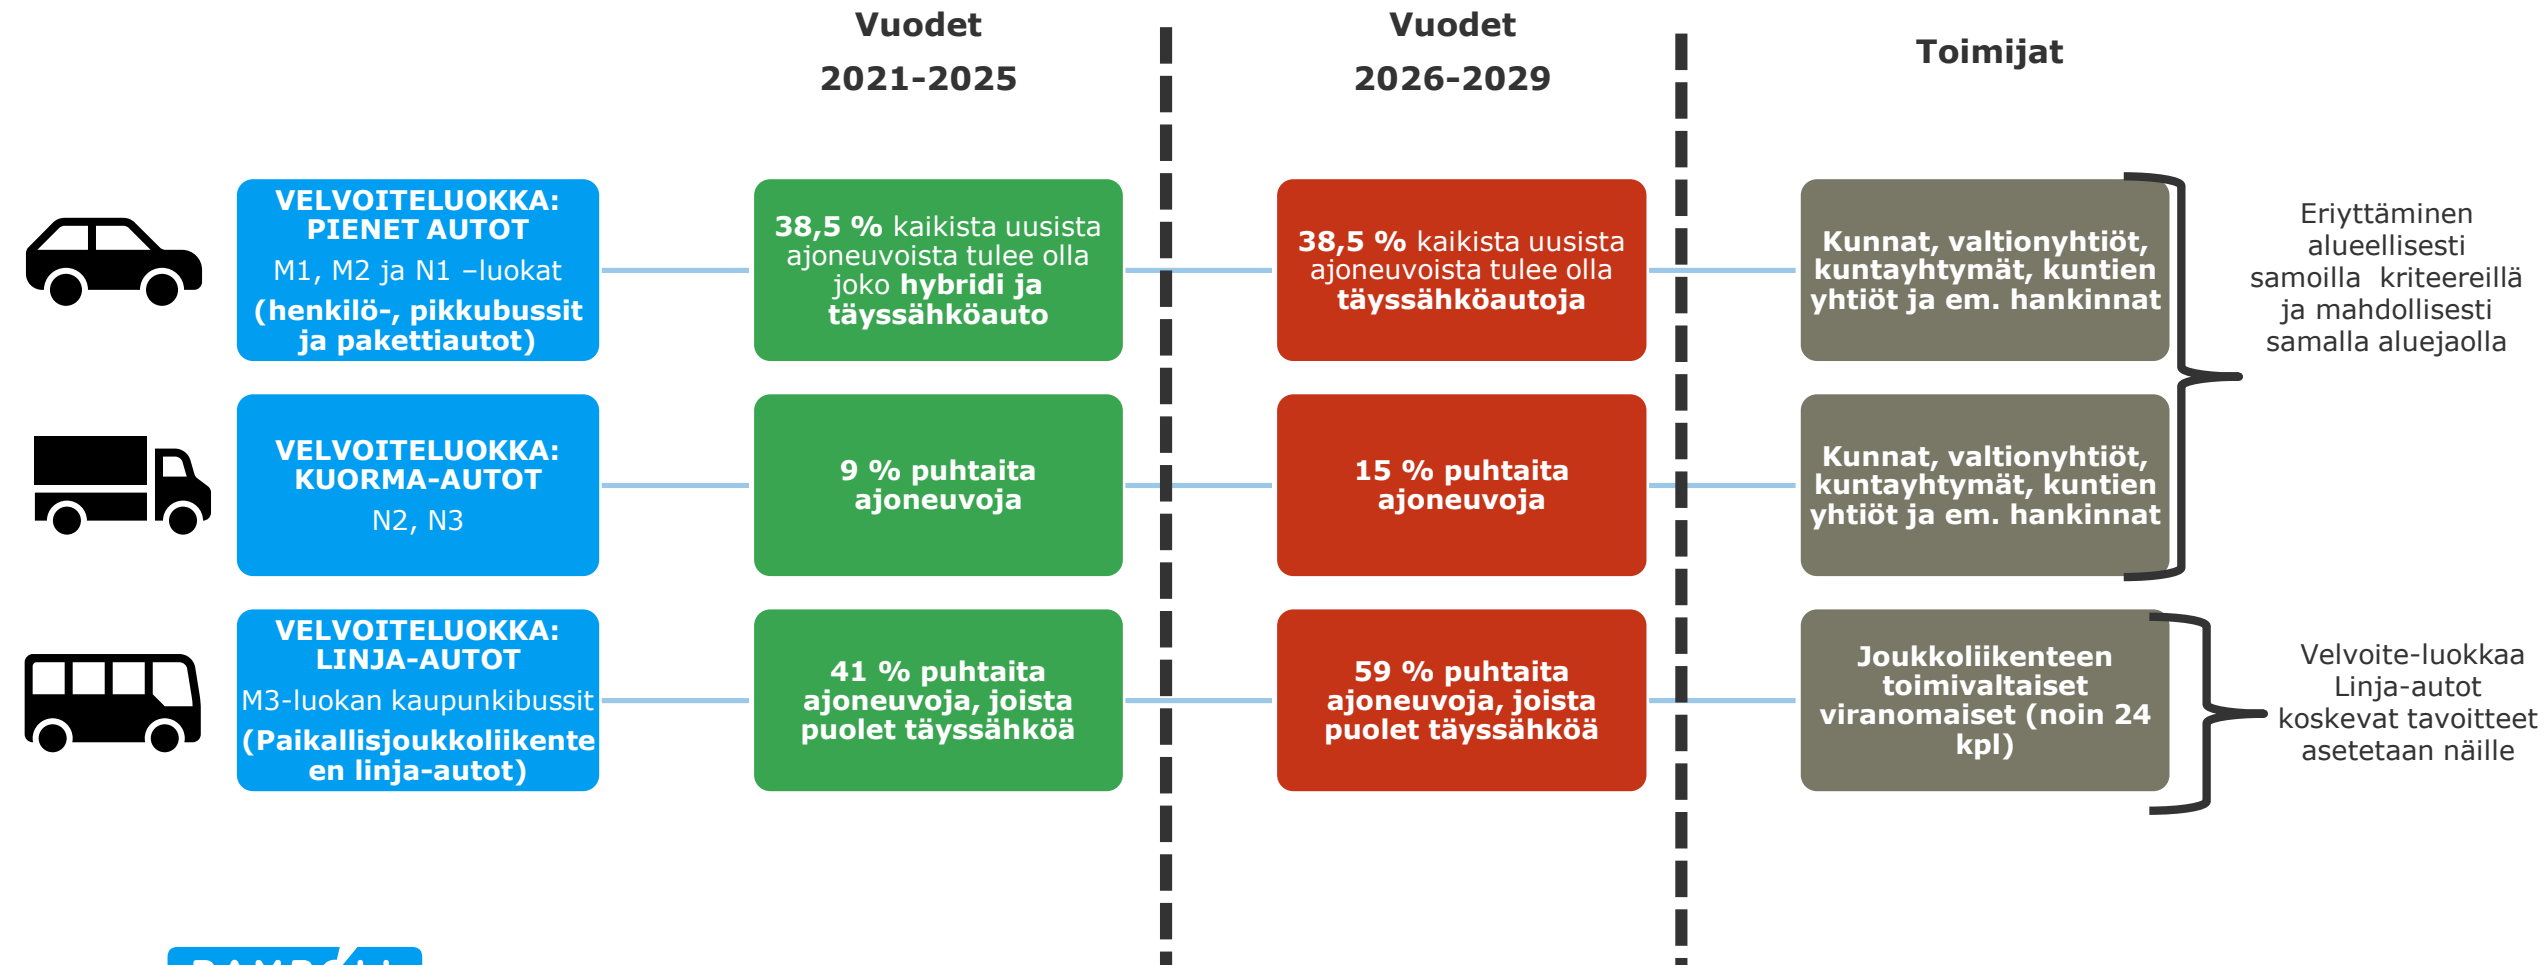 Vuodet
2021-2025
Vuodet
2026-2029
Toimijat
VELVOITELUOKKA:
PIENET AUTOT
M1, M2 ja N1 –luokat
(henkilö-, pikkubussit
ja pakettiautot)
38,5 % kaikista uusista
ajoneuvoista tulee olla
joko hybridi ja
täyssähköauto
38,5 % kaikista uusista
ajoneuvoista tulee olla
täyssähköautoja
Kunnat, valtionyhtiöt,
kuntayhtymät, kuntien
yhtiöt ja em. hankinnat
Eriyttäminen
alueellisesti
samoilla kriteereillä
ja mahdollisesti
samalla aluejaolla
VELVOITELUOKKA:
KUORMA-AUTOT
N2, N3
9 % puhtaita
ajoneuvoja
15 % puhtaita
ajoneuvoja
Kunnat, valtionyhtiöt,
kuntayhtymät, kuntien
yhtiöt ja em. hankinnat
VELVOITELUOKKA:
LINJA-AUTOT
M3-luokan kaupunkibussit
(Paikallisjoukkoliikente
en linja-autot)
41 % puhtaita
ajoneuvoja, joista
puolet täyssähköä
59 % puhtaita
ajoneuvoja, joista
puolet täyssähköä
Joukkoliikenteen
toimivaltaiset
viranomaiset (noin 24
kpl)
Velvoite-luokkaa
Linja-autot
koskevat tavoitteet
asetetaan näille